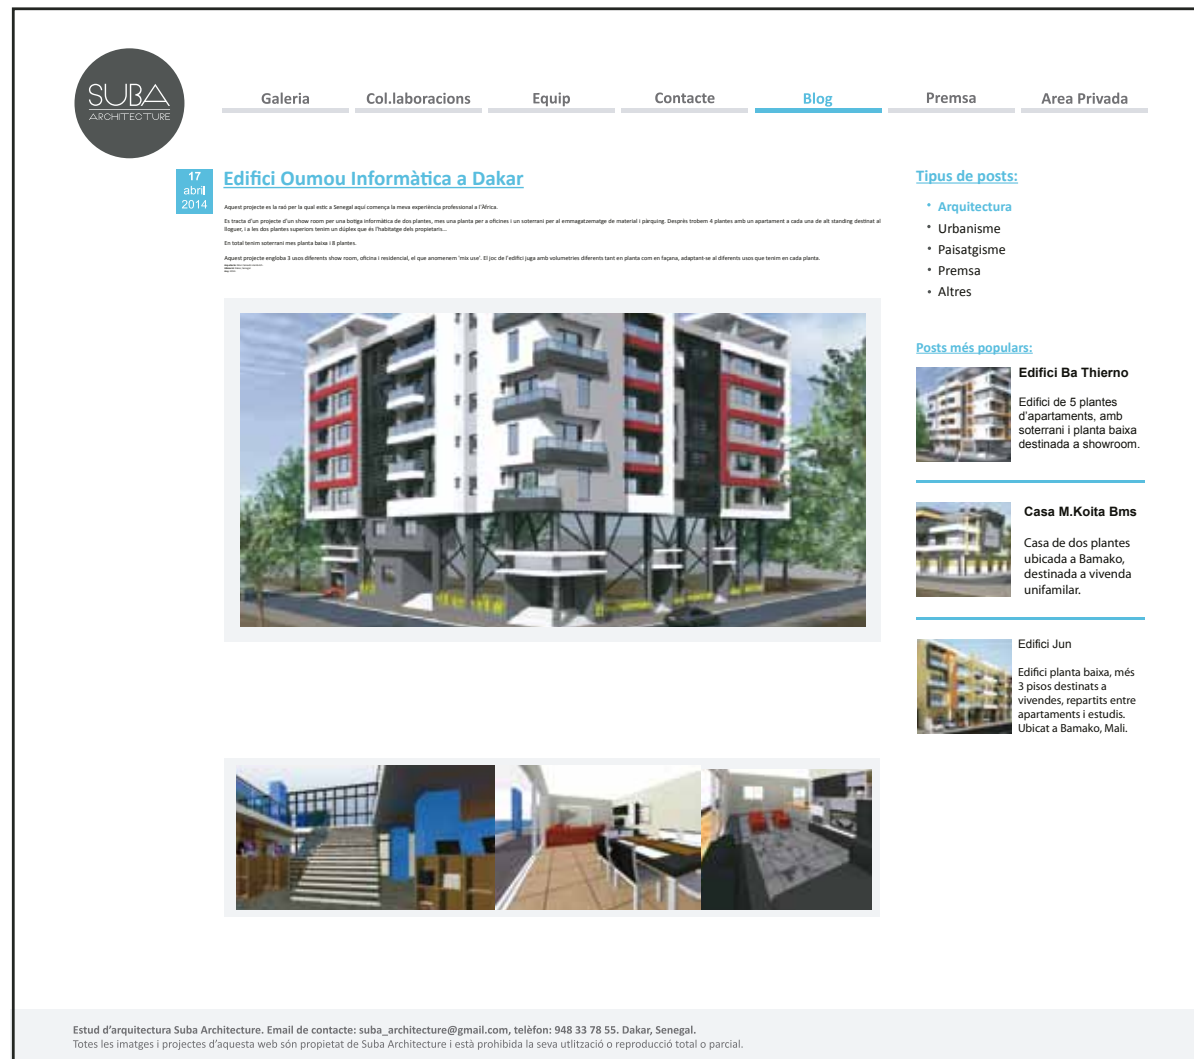 SUBA
ARCHITECTURE
Galeria
Col.laboracions
Equip
Contacte
Blog
Premsa
Area Privada
17
abril
2014
Edifici Oumou Informàtica a Dakar
Aquest projecte es la raó per la qual estic a Senegal aquí comença la meva experiència professional a l'Àfrica.
Es tracta d'un projecte d'un show room per una botiga informàtica de dos plantes, mes una planta per a oficines i un soterrani per al emmagatzematge de material i pàrquing. Desprès trobem 4 plantes amb un apartament a cada una de alt standing destinat al
lloguer, i a les dos plantes superiors tenim un dúplex que és l'habitatge dels propietaris...
En total tenim soterrani mes planta baixa i 8 plantes.
Aquest projecte engloba 3 usos diferents show room, oficina i residencial, el que anomenem 'mix use'. El joc de l'edifici juga amb volumetries diferents tant en planta com en façana, adaptant-se al diferents usos que tenim en cada planta.
Tipus de posts:
• Arquitectura
• Urbanisme
• Paisatgisme
• Premsa
• Altres
Posts més populars:
Edifici Ba Thierno
Edifici de 5 plantes
d'apartaments, amb
soterrani i planta baixa
destinada a showroom.
Casa M.Koita Bms
Casa de dos plantes
ubicada a Bamako,
destinada a vivenda
unifamilar.
Edifici Jun
Edifici planta baixa, més
3 pisos destinats a
vivendes, repartits entre
apartaments i estudis.
Ubicat a Bamako, Mali.
Estud d'arquitectura Suba Architecture. Email de contacte: suba_architecture@gmail.com, telèfon: 948 33 78 55. Dakar, Senegal.
Totes les imatges i projectes d'aquesta web són propietat de Suba Architecture i està prohibida la seva utlització o reproducció total o parcial.